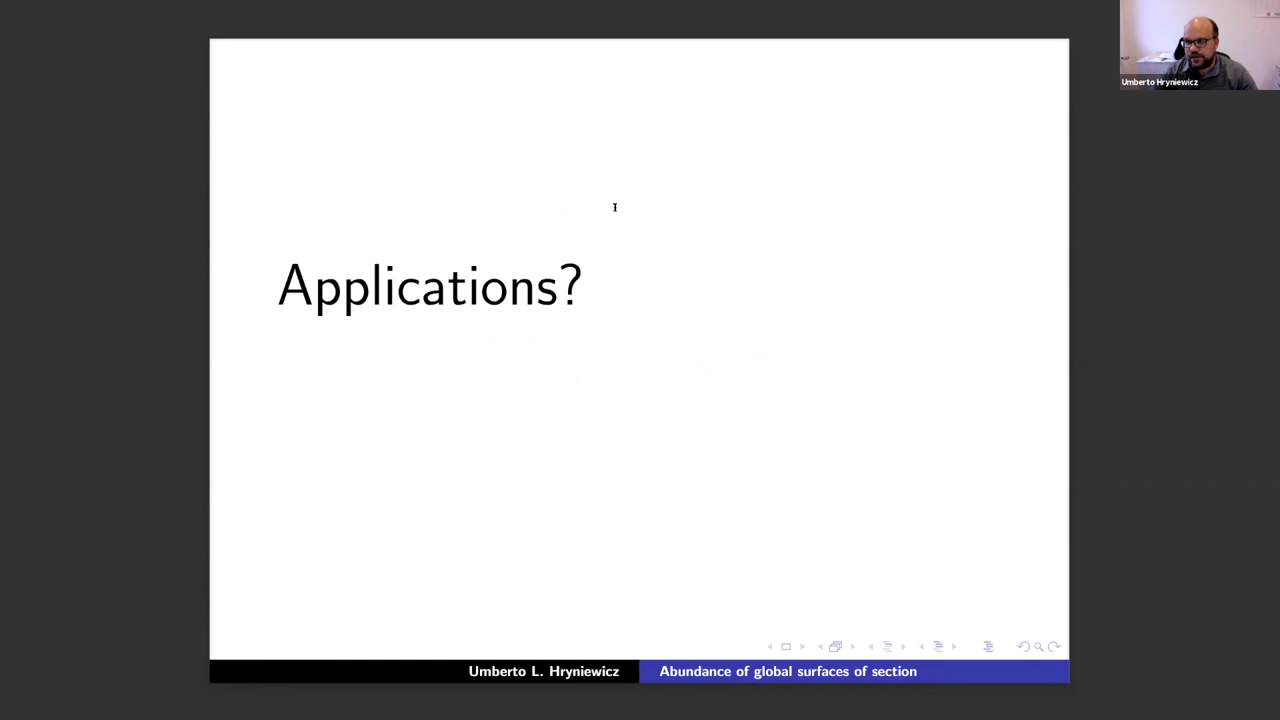 Umberto Hryniewicz
Applications?
Umberto L. Hryniewicz
Abundance of global surfaces of section